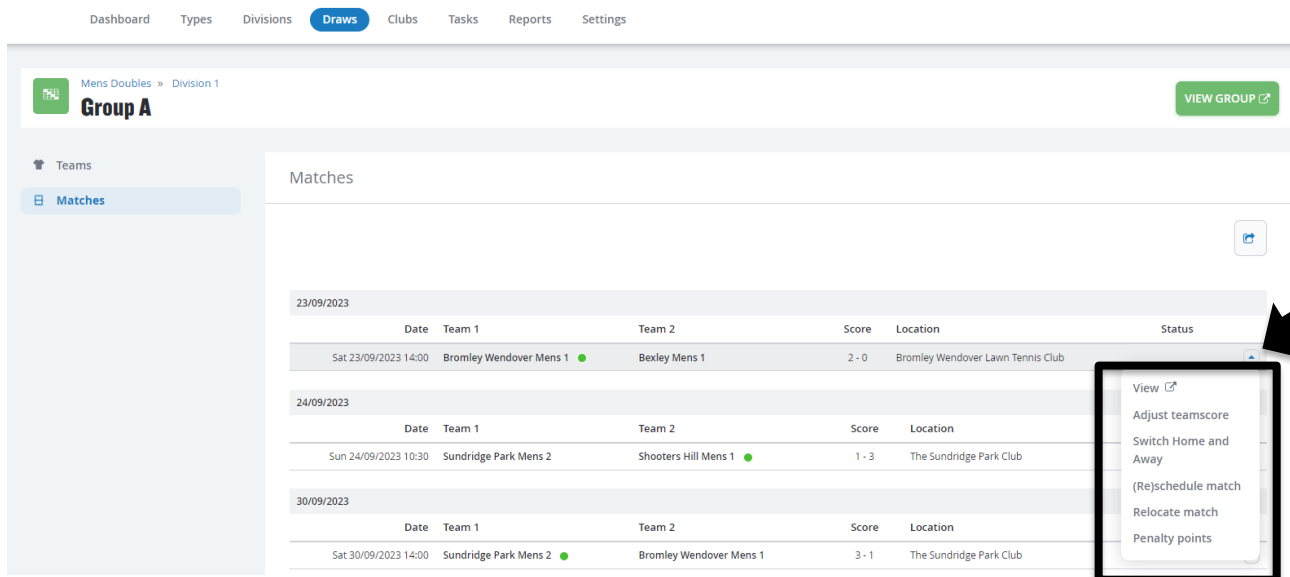 Dashboard Types Divisions Draws Clubs Tasks Reports Settings
Mens Doubles » Division 1
Group A
VIEW GROUP
Teams
Matches
Matches
23/09/2023
Date Team 1 Team 2 Score Location Status
Sat 23/09/2023 14:00 Bromley Wendover Mens 1 Bexley Mens 1 2 - 0 Bromley Wendover Lawn Tennis Club
View
Adjust teamscore
Switch Home and
Away
(Re)schedule match
Relocate match
Penalty points
24/09/2023
Date Team 1 Team 2 Score Location
Sun 24/09/2023 10:30 Sundridge Park Mens 2 Shooters Hill Mens 1 1 - 3 The Sundridge Park Club
30/09/2023
Date Team 1 Team 2 Score Location
Sat 30/09/2023 14:00 Sundridge Park Mens 2 Bromley Wendover Mens 1 3 - 1 The Sundridge Park Club